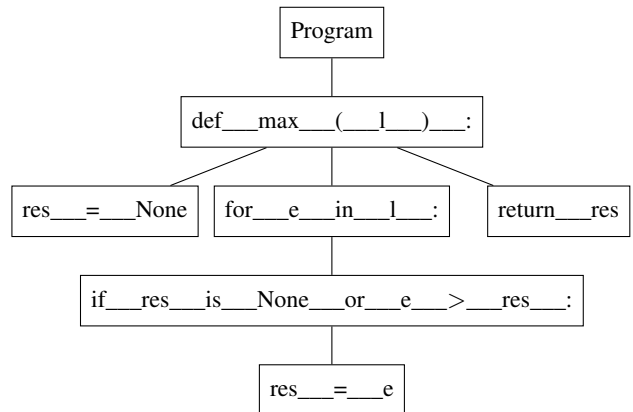 Program
def___max___(___l___)___:
res___=___None
for___e___in___l___:
return___res
if___res___is___None___or___e___>___res___:
res___=___e